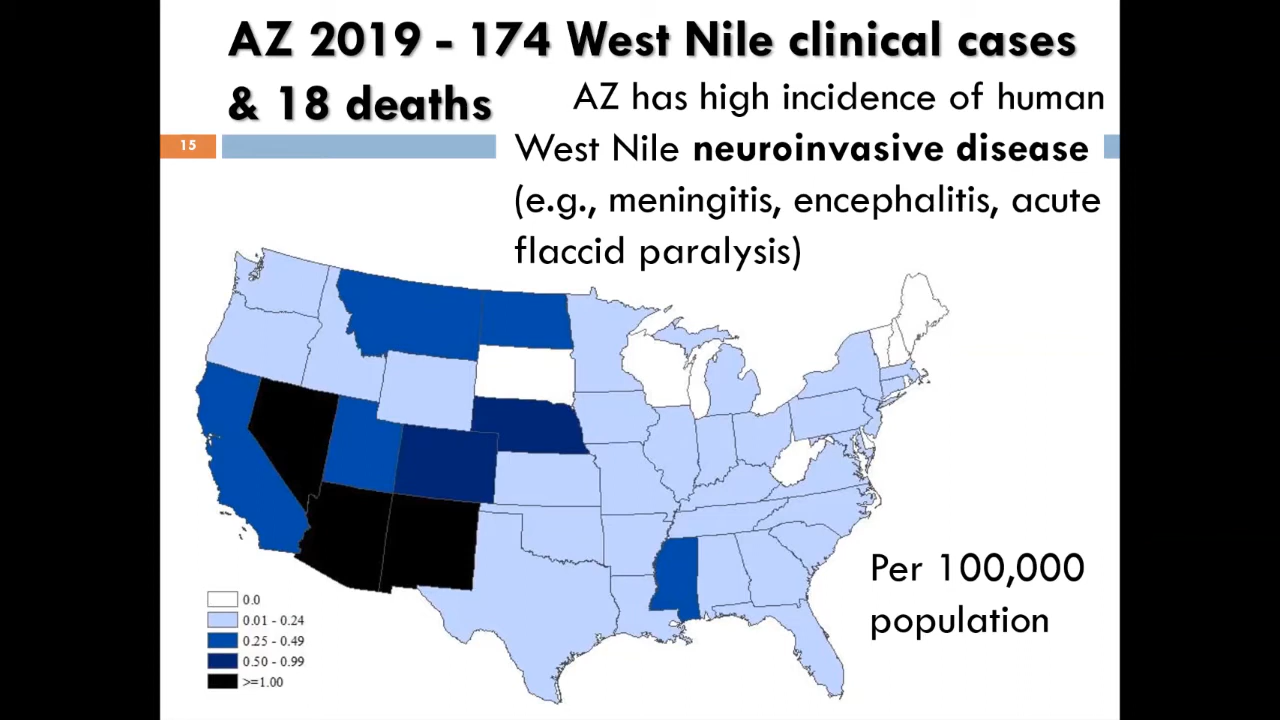 AZ 2019 - 174 West Nile clinical cases
& 18 deaths
AZ has high incidence of human
West Nile neuroinvasive disease
(e.g., meningitis, encephalitis, acute
flaccid paralysis)
15
Per 100,000
population
0.0
0.01 - 0.24
0.25 - 0.49
0.50 - 0.99
>=1.00